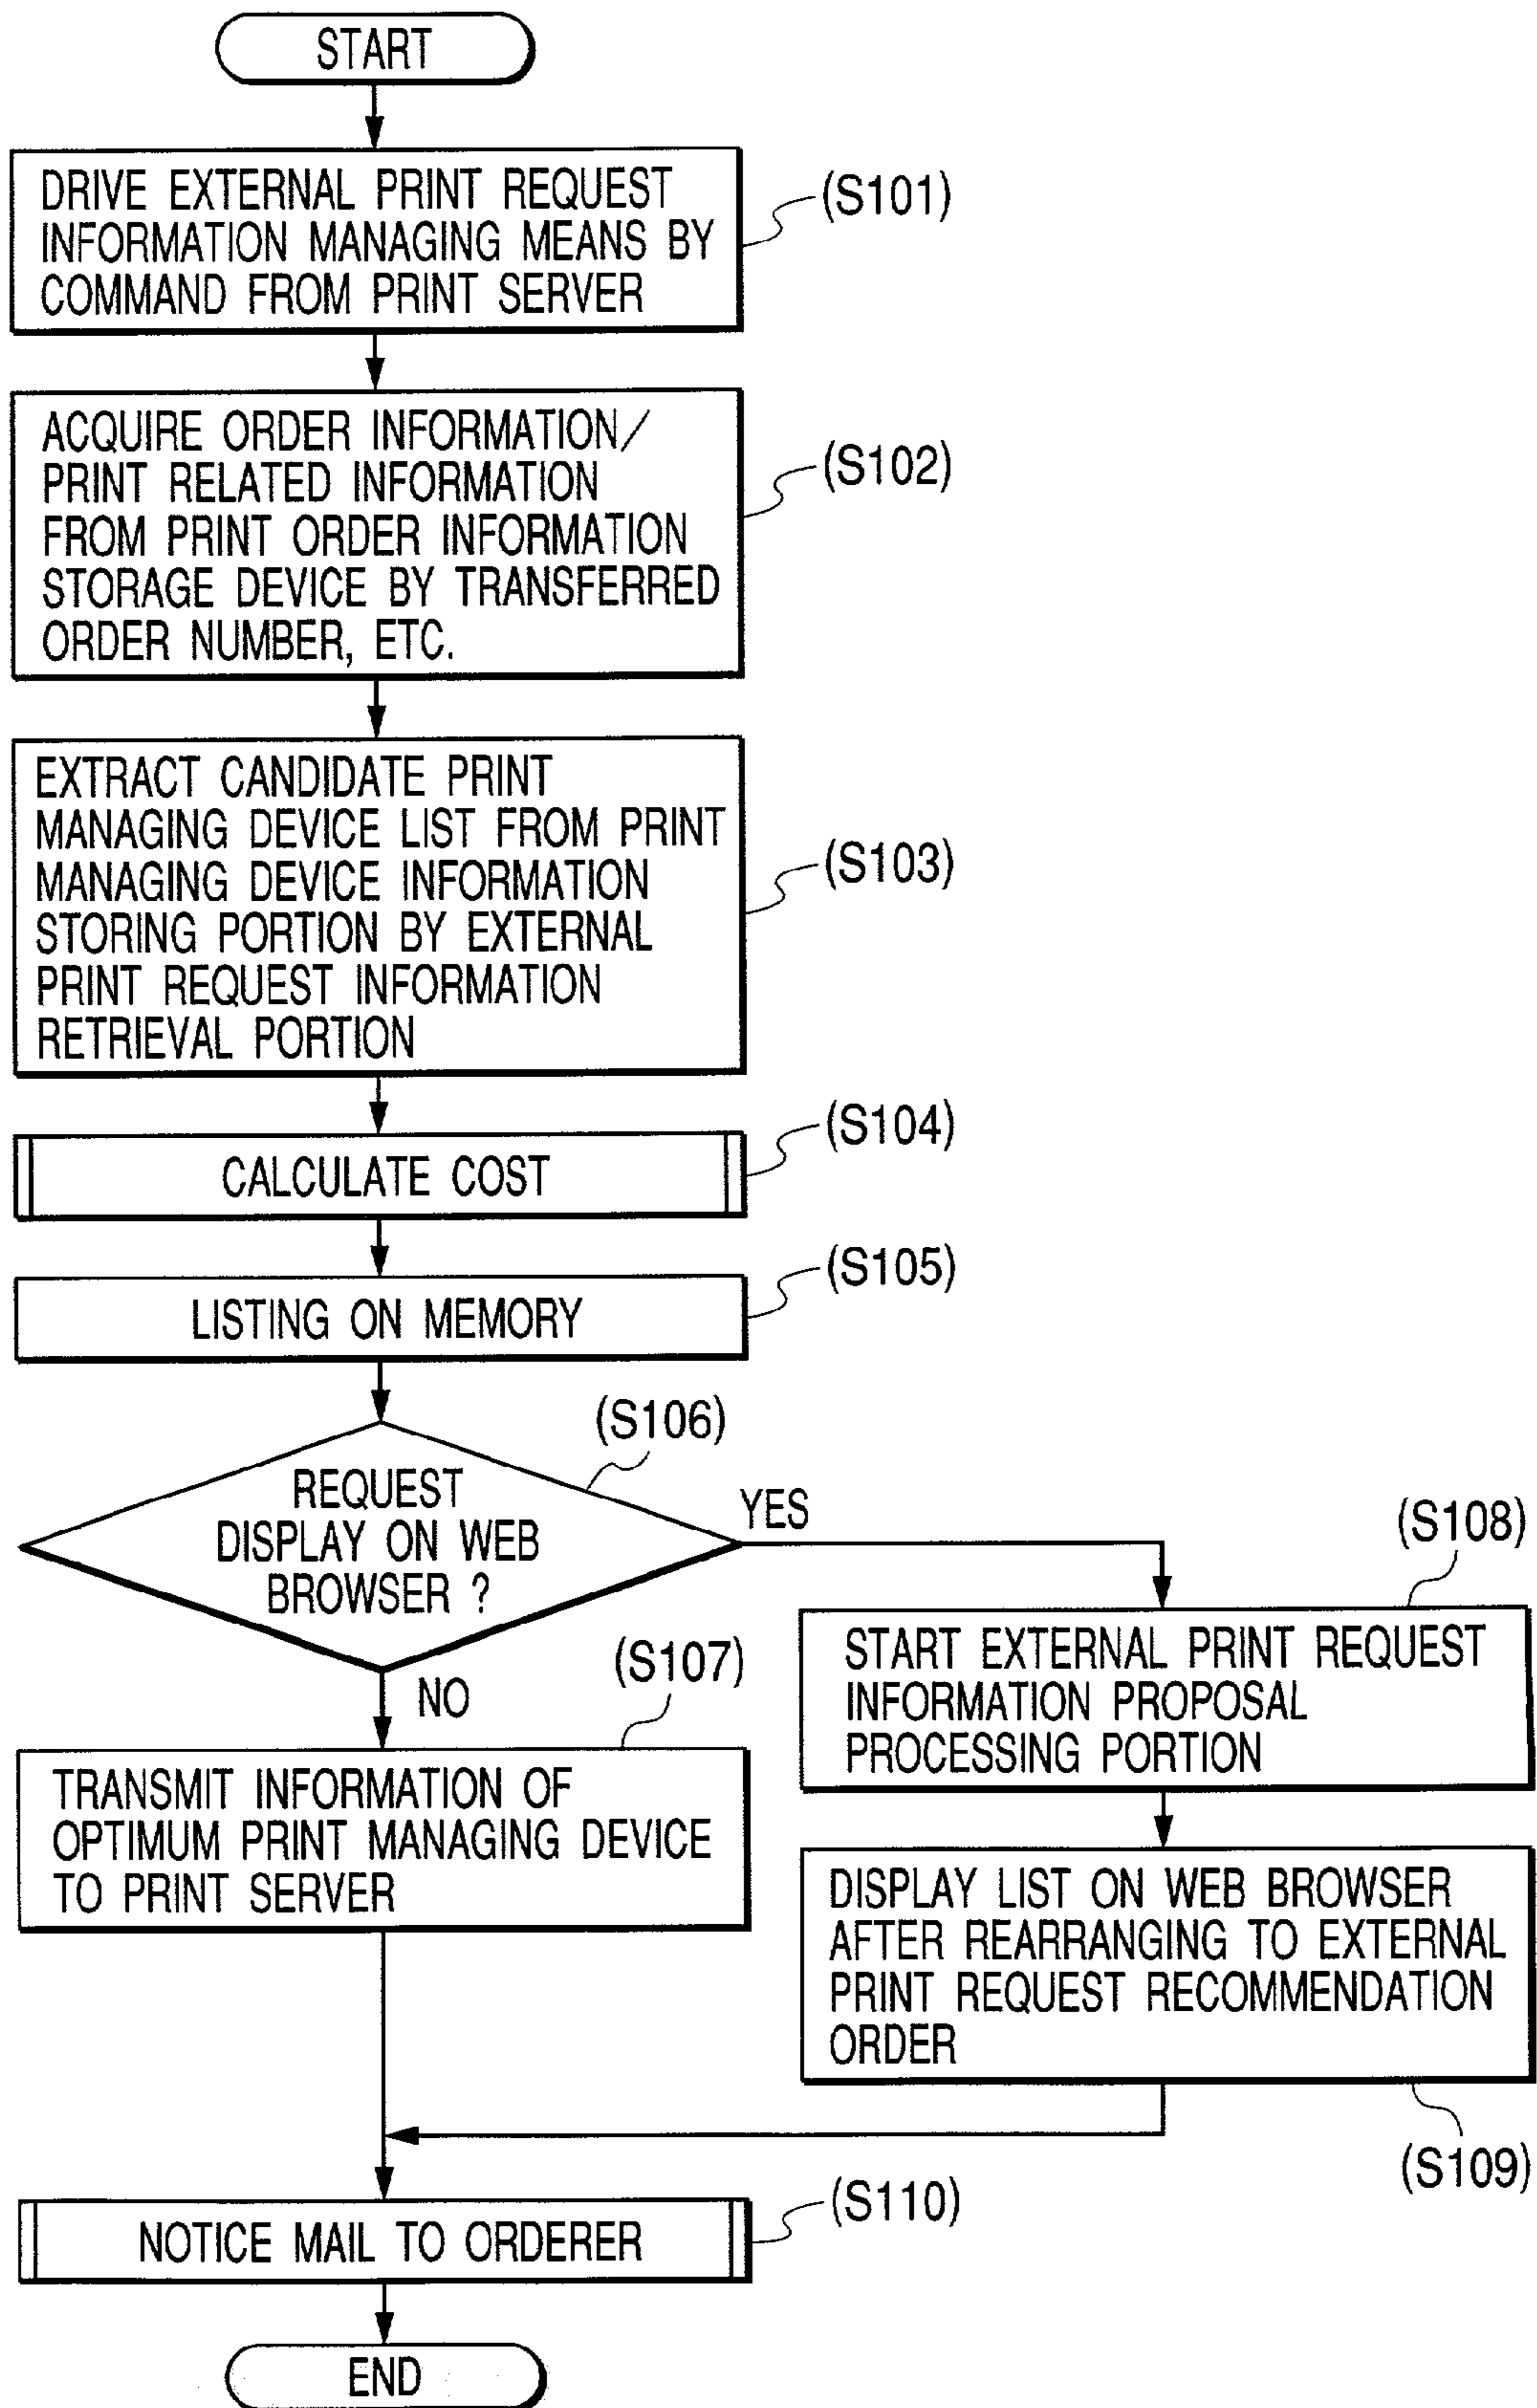 START
DRIVE EXTERNAL PRINT REQUEST
INFORMATION MANAGING MEANS BY
COMMAND FROM PRINT SERVER
(S101)
ACQUIRE ORDER INFORMATION/
PRINT RELATED INFORMATION
FROM PRINT ORDER INFORMATION
STORAGE DEVICE BY TRANSFERRED
ORDER NUMBER, ETC.
(S102)
EXTRACT CANDIDATE PRINT
MANAGING DEVICE LIST FROM PRINT
MANAGING DEVICE INFORMATION
STORING PORTION BY EXTERNAL
PRINT REQUEST INFORMATION
RETRIEVAL PORTION
(S103)
CALCULATE COST
(S104)
LISTING ON MEMORY
(S105)
REQUEST
DISPLAY ON WEB
BROWSER ?
(S106)
YES
NO
TRANSMIT INFORMATION OF
OPTIMUM PRINT MANAGING DEVICE
TO PRINT SERVER
(S107)
START EXTERNAL PRINT REQUEST
INFORMATION PROPOSAL
PROCESSING PORTION
(S108)
DISPLAY LIST ON WEB BROWSER
AFTER REARRANGING TO EXTERNAL
PRINT REQUEST RECOMMENDATION
ORDER
(S109)
NOTICE MAIL TO ORDERER
(S110)
END